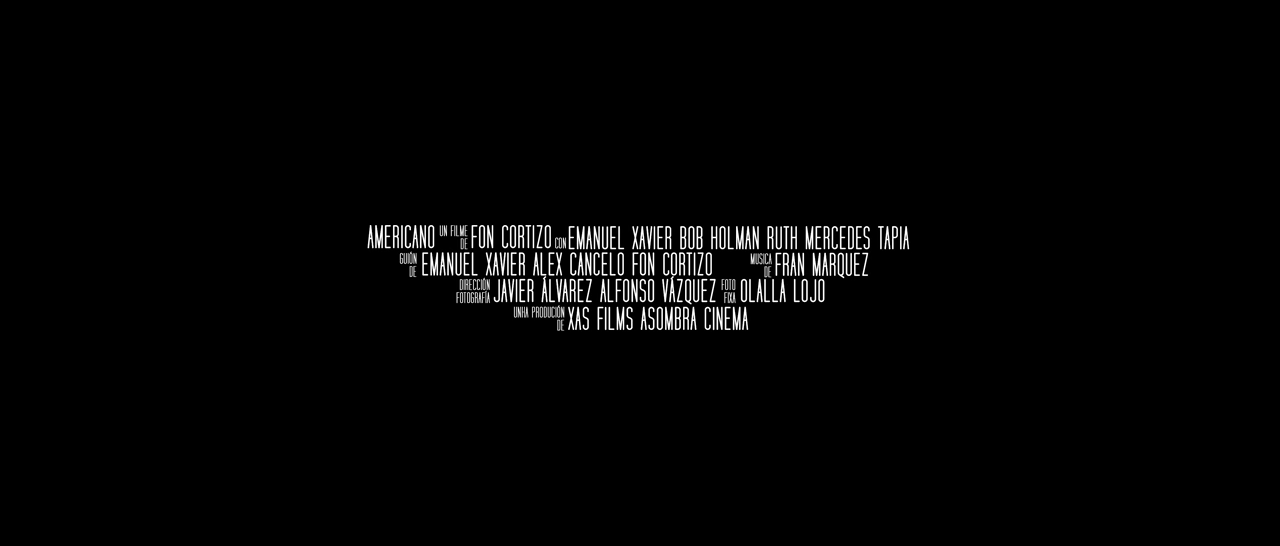 AMERICANO UN FILME DE FON CORTIZO CON EMANUEL XAVIER BOB HOLMAN RUTH MERCEDES TAPIA
GUIÓN DE EMANUEL XAVIER ALEX CANCELO FON CORTIZO MUSICA DE FRAN MARQUEZ
DIRECCIÓN FOTOGRAFÍA JAVIER ÁLVAREZ ALFONSO VÁZQUEZ FOTO FIXA OLALLA LOJO
UNHA PRODUCIÓN DE XAS FILMS ASOMBRA CINEMA